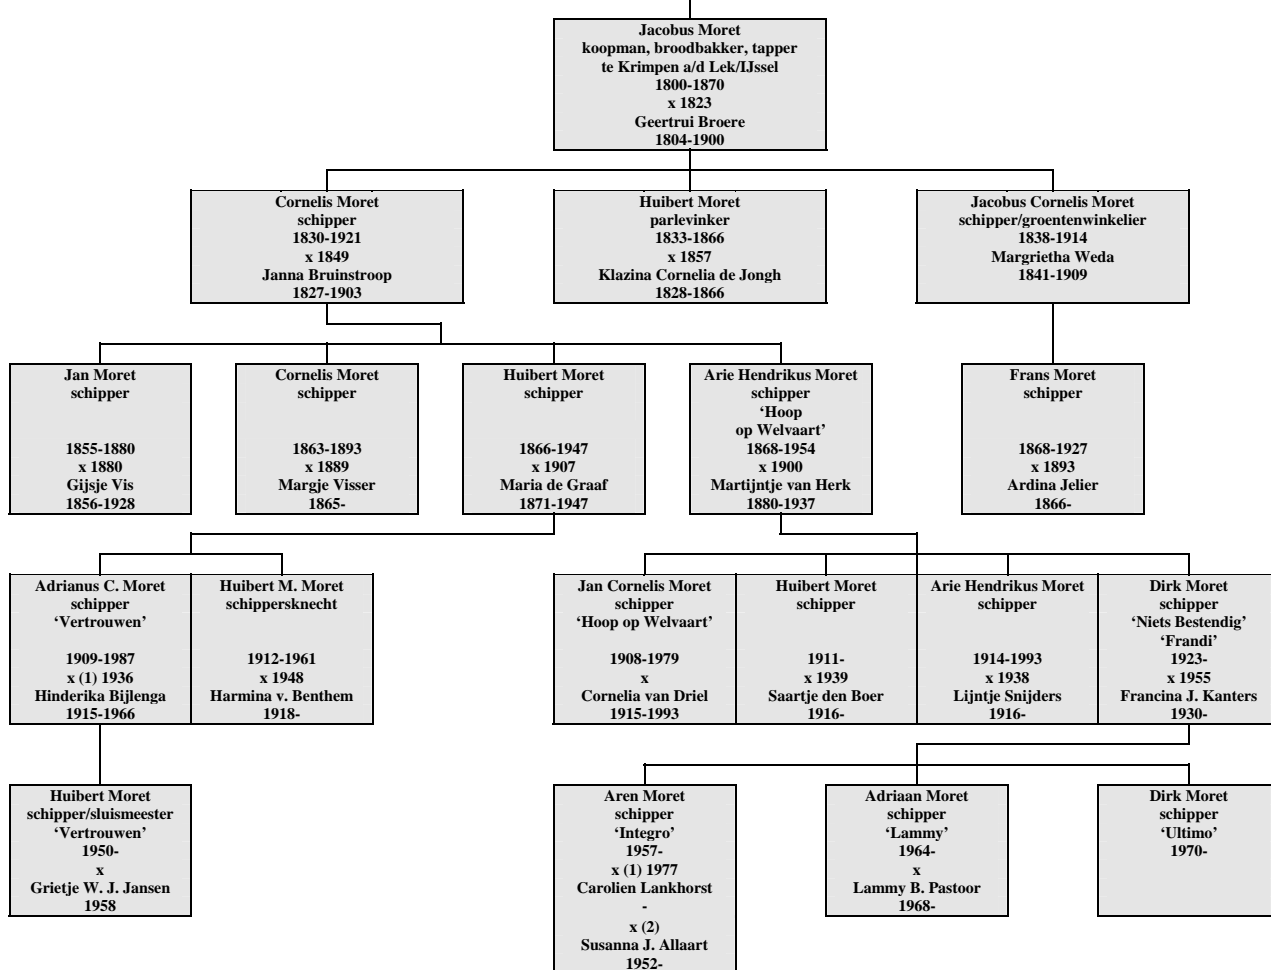 Jacobus Moret
koopman, broodbakker, tapper
te Krimpen a/d Lek/IJssel
1800-1870
x 1823
Geertrui Broere
1804-1900
Cornelis Moret
schipper
1830-1921
x 1849
Janna Bruinstroop
1827-1903
Huibert Moret
parlevinker
1833-1866
x 1857
Klazina Cornelia de Jongh
1828-1866
Jacobus Cornelis Moret
schipper/groentenwinkelier
1838-1914
Margrietha Weda
1841-1909
Jan Moret
schipper
1855-1880
x 1880
Gijsje Vis
1856-1928
Cornelis Moret
schipper
1863-1893
x 1889
Margje Visser
1865-
Huibert Moret
schipper
1866-1947
x 1907
Maria de Graaf
1871-1947
Arie Hendrikus Moret
schipper
‘Hoop
op Welvaart’
1868-1954
x 1900
Martijntje van Herk
1880-1937
Frans Moret
schipper
1868-1927
x 1893
Ardina Jelier
1866-
Adrianus C. Moret
schipper
‘Vertrouwen’
1909-1987
x (1) 1936
Hinderika Bijlenga
1915-1966
Huibert M. Moret
schippersknecht
1912-1961
x 1948
Harmina v. Benthem
1918-
Jan Cornelis Moret
schipper
‘Hoop op Welvaart’
1908-1979
x
Cornelia van Driel
1915-1993
Huibert Moret
schipper
1911-
x 1939
Saartje den Boer
1916-
Arie Hendrikus Moret
schipper
1914-1993
x 1938
Lijntje Snijders
1916-
Dirk Moret
schipper
‘Niets Bestendig’
‘Frandi’
1923-
x 1955
Francina J. Kanters
1930-
Huibert Moret
schipper/sluismeester
‘Vertrouwen’
1950-
x
Grietje W. J. Jansen
1958
Aren Moret
schipper
‘Integro’
1957-
x (1) 1977
Carolien Lankhorst
-
x (2)
Susanna J. Allaart
1952-
Adriaan Moret
schipper
‘Lammy’
1964-
x
Lammy B. Pastoor
1968-
Dirk Moret
schipper
‘Ultimo’
1970-